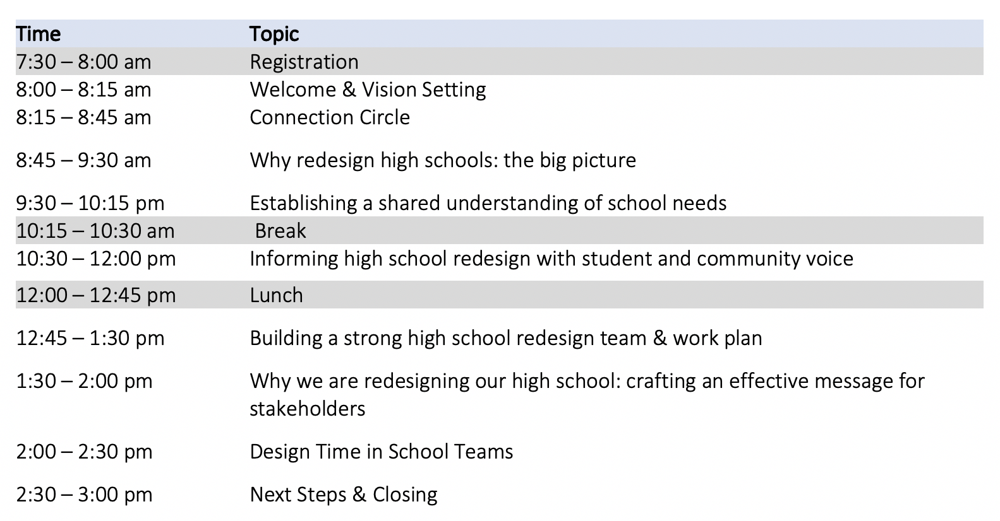 Time Topic
7:30 – 8:00 am Registration
8:00 – 8:15 am Welcome & Vision Setting
8:15 – 8:45 am Connection Circle
8:45 – 9:30 am Why redesign high schools: the big picture
9:30 – 10:15 pm Establishing a shared understanding of school needs
10:15 – 10:30 am Break
10:30 – 12:00 pm Informing high school redesign with student and community voice
12:00 – 12:45 pm Lunch
12:45 – 1:30 pm Building a strong high school redesign team & work plan
1:30 – 2:00 pm Why we are redesigning our high school: crafting an effective message for
stakeholders
2:00 – 2:30 pm Design Time in School Teams
2:30 – 3:00 pm Next Steps & Closing